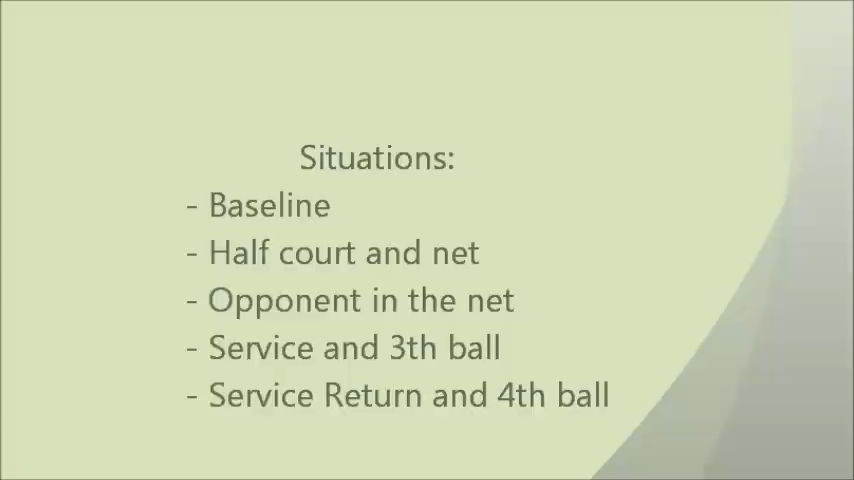 Situations:
- Baseline
- Half court and net
- Opponent in the net
- Service and 3th ball
- Service Return and 4th ball